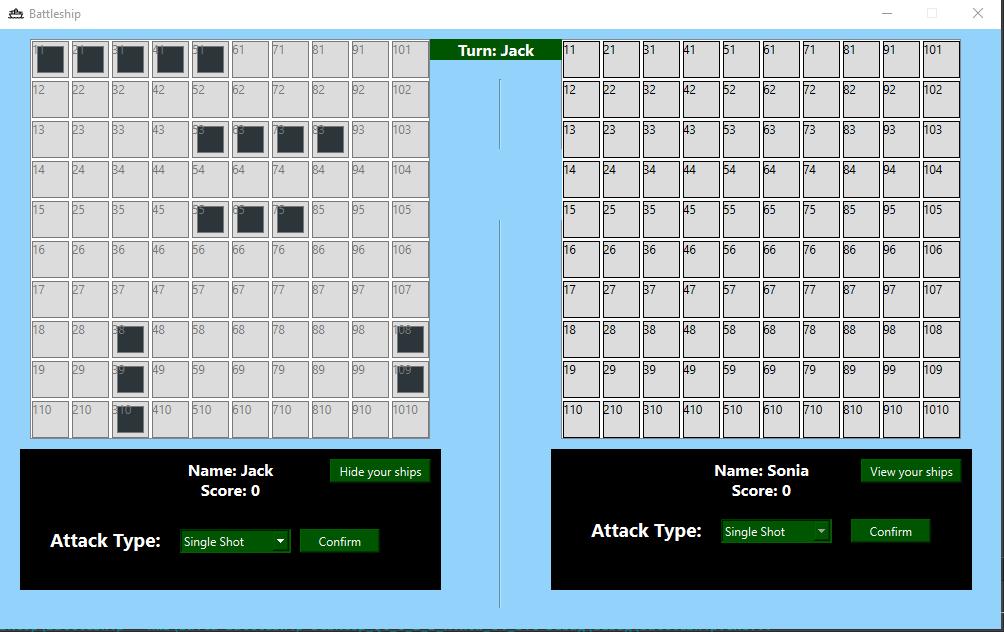 Battleship
11 21 31 41 51 61 71 81 91 101 Turn: Jack 11 21 31 41 51 61 71 81 91 101
12 22 32 42 52 62 72 82 92 102 12 22 32 42 52 62 72 82 92 102
13 23 33 43 53 63 73 83 93 103 13 23 33 43 53 63 73 83 93 103
14 24 34 44 54 64 74 84 94 104 14 24 34 44 54 64 74 84 94 104
15 25 35 45 55 65 75 85 95 105 15 25 35 45 55 65 75 85 95 105
16 26 36 46 56 66 76 86 96 106 16 26 36 46 56 66 76 86 96 106
17 27 37 47 57 67 77 87 97 107 17 27 37 47 57 67 77 87 97 107
18 28 38 48 58 68 78 88 98 108 18 28 38 48 58 68 78 88 98 108
19 29 39 49 59 69 79 89 99 109 19 29 39 49 59 69 79 89 99 109
110 210 310 410 510 610 710 810 910 1010 110 210 310 410 510 610 710 810 910 1010
Name: Jack Hide your ships
Score: 0
Attack Type: Single Shot Confirm
Name: Sonia View your ships
Score: 0
Attack Type: Single Shot Confirm